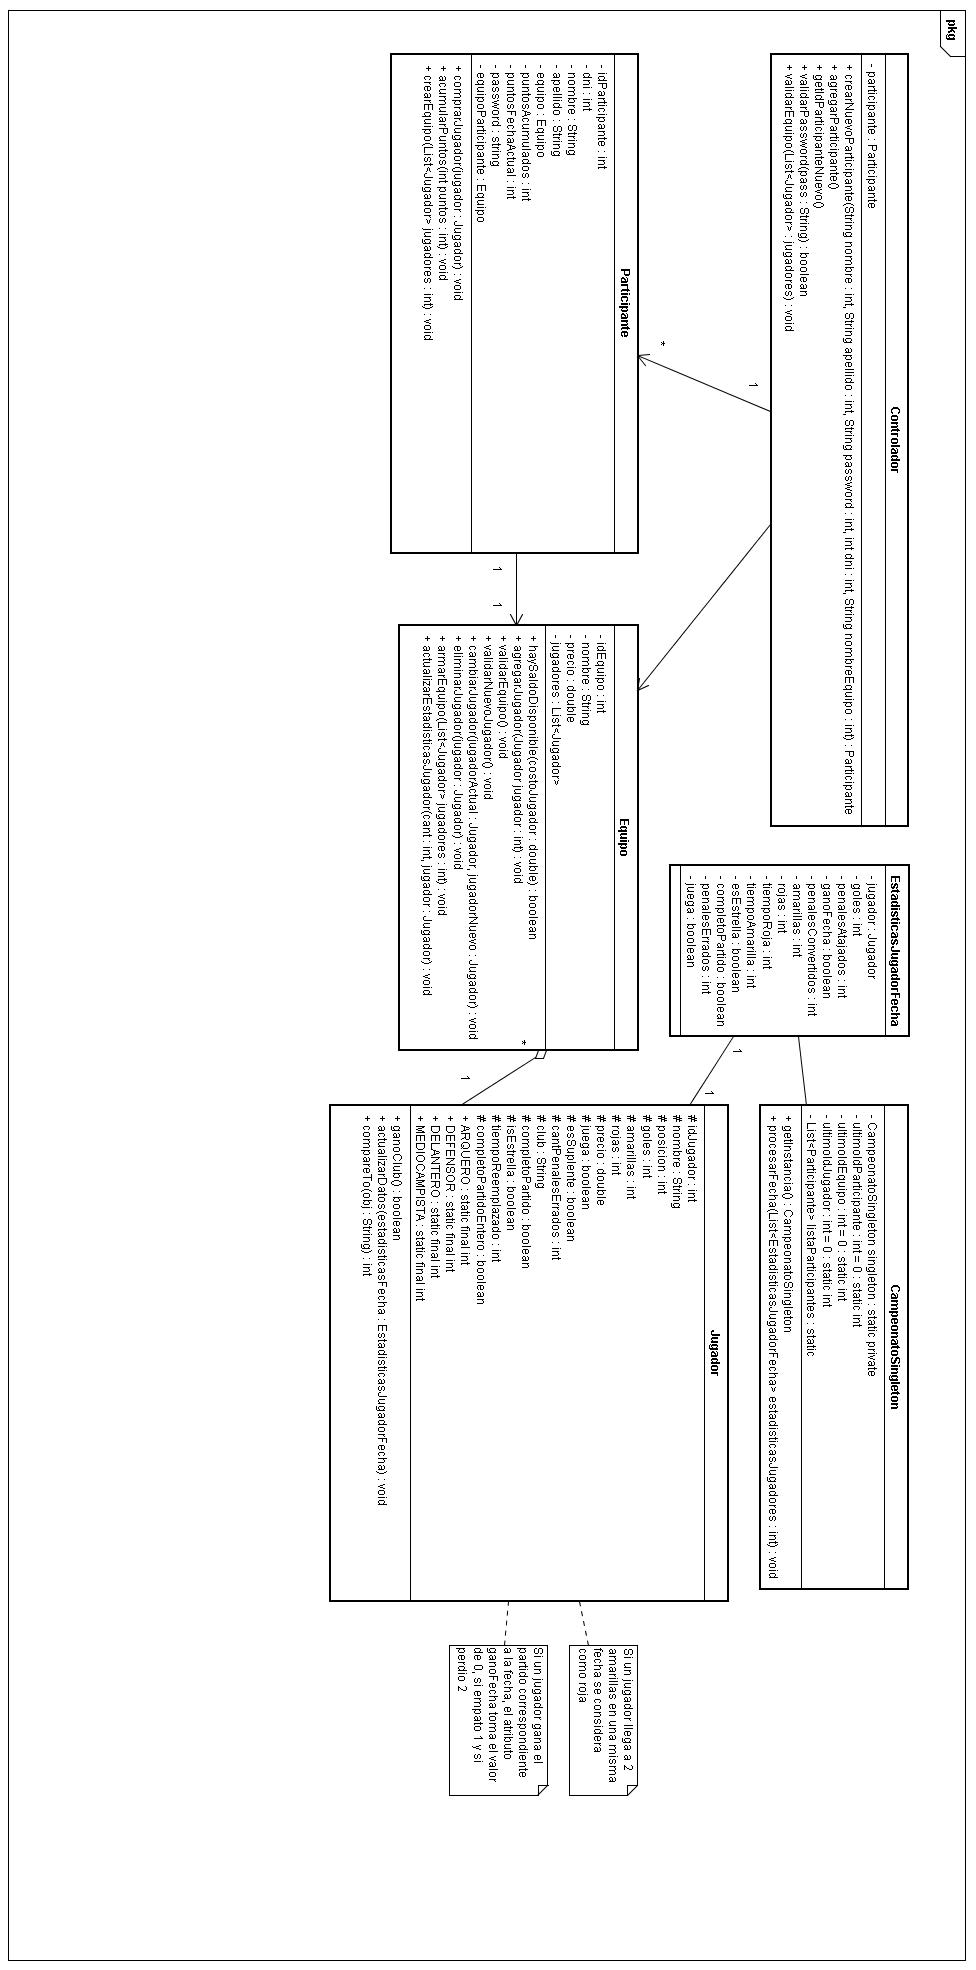 pkg
Controlador
- participante : Participante
+ crearNuevoParticipante(String nombre : int, String apellido : int, String password : int, int dni : int, String nombreEquipo : int) : Participante
+ agregarParticipante()
+ getIdParticipanteNuevo()
+ validarPassword(pass : String) : boolean
+ validarEquipo(List<Jugador> : jugadores) : void
1
*
Participante
- idParticipante : int
- dni : int
- nombre : String
- apellido : String
- equipo : Equipo
- puntosAcumulados : int
- puntosFechaActual : int
- password : string
- equipoParticipante : Equipo
+ comprarJugador(jugador : Jugador) : void
+ acumularPuntos(int puntos : int) : void
+ crearEquipo(List<Jugador> jugadores : int) : void
1
1
Equipo
- idEquipo : int
- nombre : String
- precio : double
- jugadores : List<Jugador>
+ haySaldoDisponible(costoJugador : double) : boolean
+ agregarJugador(Jugador jugador : int) : void
+ validarEquipo() : void
+ validarNuevoJugador() : void
+ cambiarJugador(jugadorActual : Jugador, jugadorNuevo : Jugador) : void
+ eliminarJugador(jugador : Jugador) : void
+ armarEquipo(List<Jugador> jugadores : int) : void
+ actualizarEstadisticasJugador(cant : int, jugador : Jugador) : void
*
1
EstadisticasJugadorFecha
- jugador : Jugador
- goles : int
- penalesAtajados : int
- ganoFecha : boolean
- penalesConvertidos : int
- amarillas : int
- rojas : int
- tiempoRoja : int
- tiempoAmarilla : int
- esEstrella : boolean
- completoPartido : boolean
- penalesErrados : int
- juega : boolean
1
1
CampeonatoSingleton
- CampeonatoSingleton singleton : static private
- ultimoIdParticipante : int = 0 : static int
- ultimoIdEquipo : int = 0 : static int
- ultimoIdJugador : int = 0 : static int
- List<Participante> listaParticipantes : static
+ getInstancia() : CampeonatoSingleton
+ procesarFecha(List<EstadisticasJugadorFecha> estadisticasJugadores : int) : void
Jugador
# idJugador : int
# nombre : String
# posicion : int
# goles : int
# amarillas : int
# rojas : int
# precio : double
# juega : boolean
# esSuplente : boolean
# cantPenalesErrados : int
# club : String
# completoPartido : boolean
# isEstrella : boolean
# tiempoReemplazado : int
# completoPartidoEntero : boolean
+ ARQUERO : static final int
+ DEFENSOR : static final int
+ DELANTERO : static final int
+ MEDIOCAMPISTA : static final int
+ ganoClub() : boolean
+ actualizarDatos(estadisticasFecha : EstadisticasJugadorFecha) : void
+ compareTo(obj : String) : int
Si un jugador llega a 2
amarillas en una misma
fecha se considera
como roja
Si un jugador gana el
partido correspondiente
a la fecha, el atributo
ganoFecha toma el valor
de 0, si empato 1 y si
perdio 2